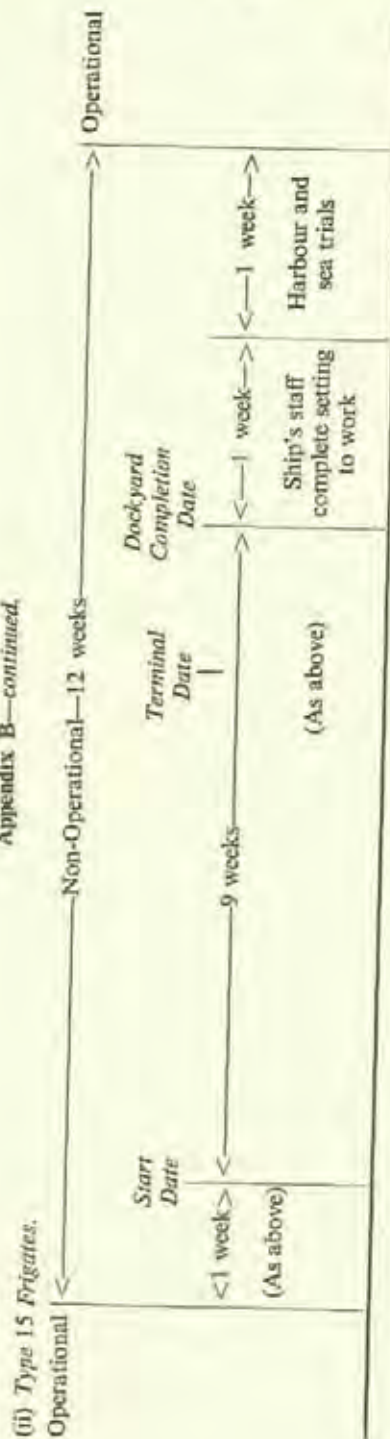 Appendix B—continued.
(ii) Type 15 Frigates.
Operational <———Non-Operational—12 weeks———> Operational
Start Date
Terminal Date
Dockyard Completion Date
<1 week> <———9 weeks———> <—1 week—> <—1 week—>
(As above)
(As above)
Ship's staff complete setting to work
Harbour and sea trials